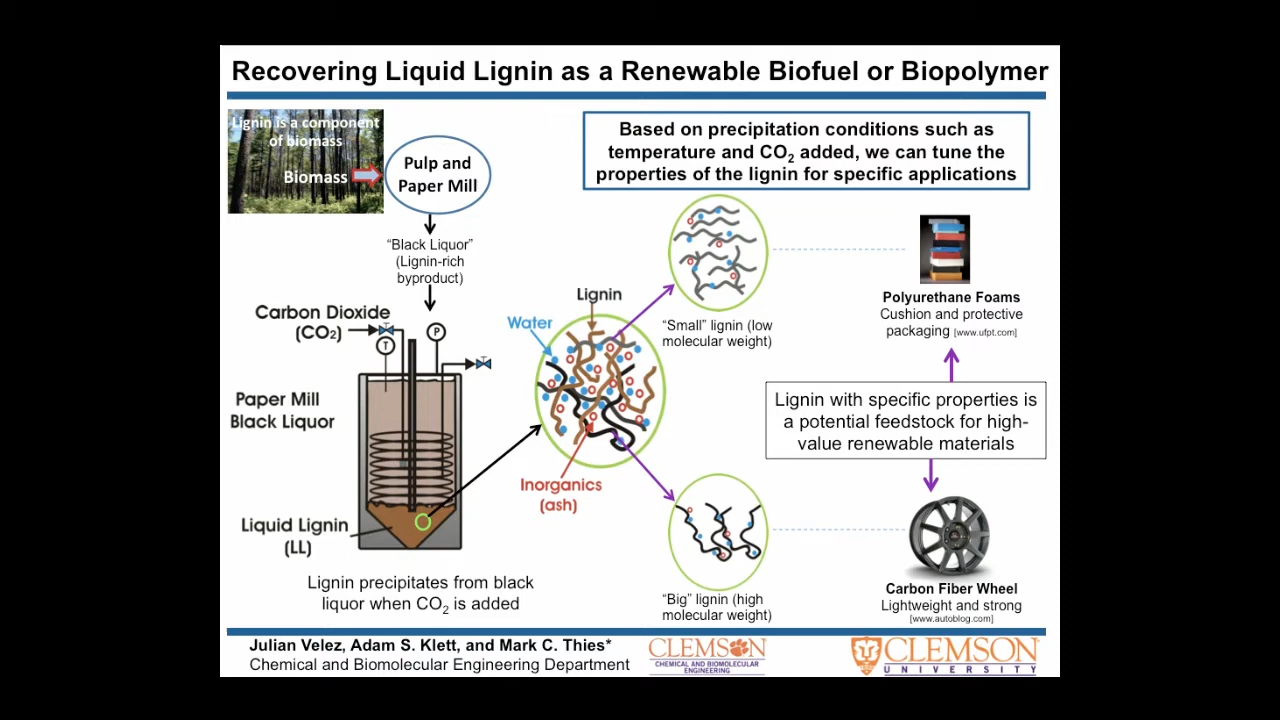 Recovering Liquid Lignin as a Renewable Biofuel or Biopolymer
Lignin is a component
of biomass
Biomass
Pulp and
Paper Mill
"Black Liquor"
(Lignin-rich
byproduct)
Based on precipitation conditions such as
temperature and CO₂ added, we can tune the
properties of the lignin for specific applications
Carbon Dioxide
(CO₂)
T
P
Paper Mill
Black Liquor
Liquid Lignin
(LL)
Lignin precipitates from black
liquor when CO₂ is added
Lignin
Water
Inorganics
(ash)
"Small" lignin (low
molecular weight)
"Big" lignin (high
molecular weight)
Polyurethane Foams
Cushion and protective
packaging [www.ufpt.com]
Lignin with specific properties is
a potential feedstock for high-
value renewable materials
Carbon Fiber Wheel
Lightweight and strong
[www.autoblog.com]
Julian Velez, Adam S. Klett, and Mark C. Thies*
Chemical and Biomolecular Engineering Department
CLEMSON
CHEMICAL AND BIOMOLECULAR
ENGINEERING
CLEMSON
UNIVERSITY